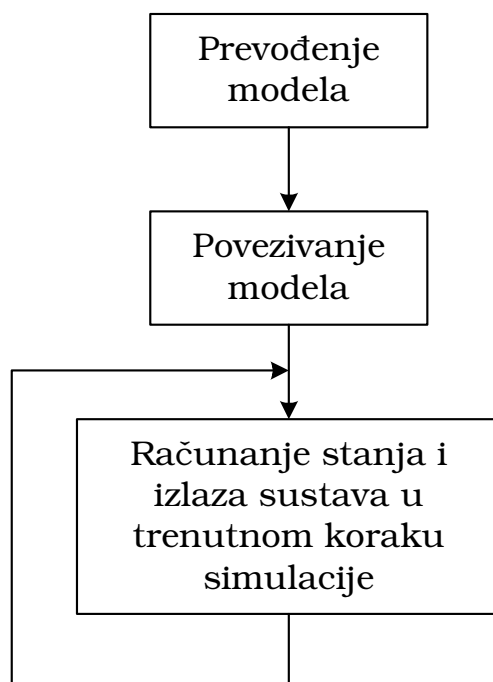 Prevođenje
modela
Povezivanje
modela
Računanje stanja i
izlaza sustava u
trenutnom koraku
simulacije